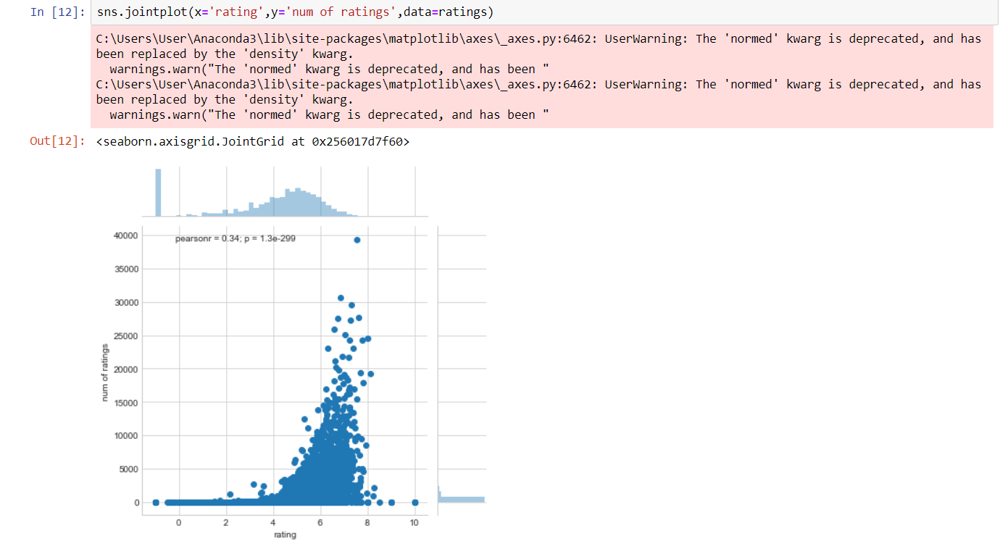 In [12]: sns.jointplot(x='rating',y='num of ratings',data=ratings)
C:\Users\User\Anaconda3\lib\site-packages\matplotlib\axes\_axes.py:6462: UserWarning: The 'normed' kwarg is deprecated, and has
been replaced by the 'density' kwarg.
  warnings.warn("The 'normed' kwarg is deprecated, and has been "
C:\Users\User\Anaconda3\lib\site-packages\matplotlib\axes\_axes.py:6462: UserWarning: The 'normed' kwarg is deprecated, and has
been replaced by the 'density' kwarg.
  warnings.warn("The 'normed' kwarg is deprecated, and has been "
Out[12]: <seaborn.axisgrid.JointGrid at 0x256017d7f60>
pearsonr = 0.34; p = 1.3e-299
40000
35000
30000
25000
20000
15000
10000
5000
0
num of ratings
0 2 4 6 8 10
rating